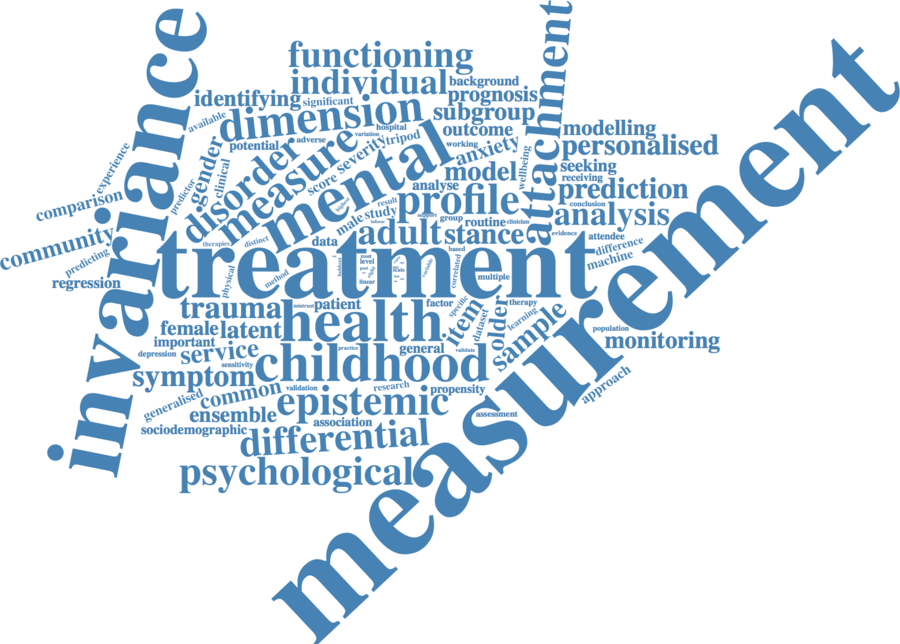 invariance
measurement
attachment
functioning
individual
background
identifying
significant
prognosis
available
dimension
subgroup
hospital
outcome
modelling
potential
adverse
variation
tripod
working
personalised
experience
gender
disorder
measure
severity
mental
anxiety
wellbeing
seeking
receiving
clinical
score
model
predictor
analyse
prediction
comparison
highest
result
profile
conclusion
male
study
support
group
routine
clinician
analysis
community
therapies
distinct
data
adult
stance
evidence
attendee
difference
predicting
treatment
based
machine
regression
physical
method
most
level
linear
variable
correlated
multiple
trauma
patient
factor
specific
therapy
health
item
dataset
older
learning
female
latent
sample
population
important
monitoring
depression
service
practice
general
validate
sensitivity
childhood
symptom
approach
generalised
common
validation
research
propensity
epistemic
ensemble
association
assessment
sociodemographic
differential
psychological